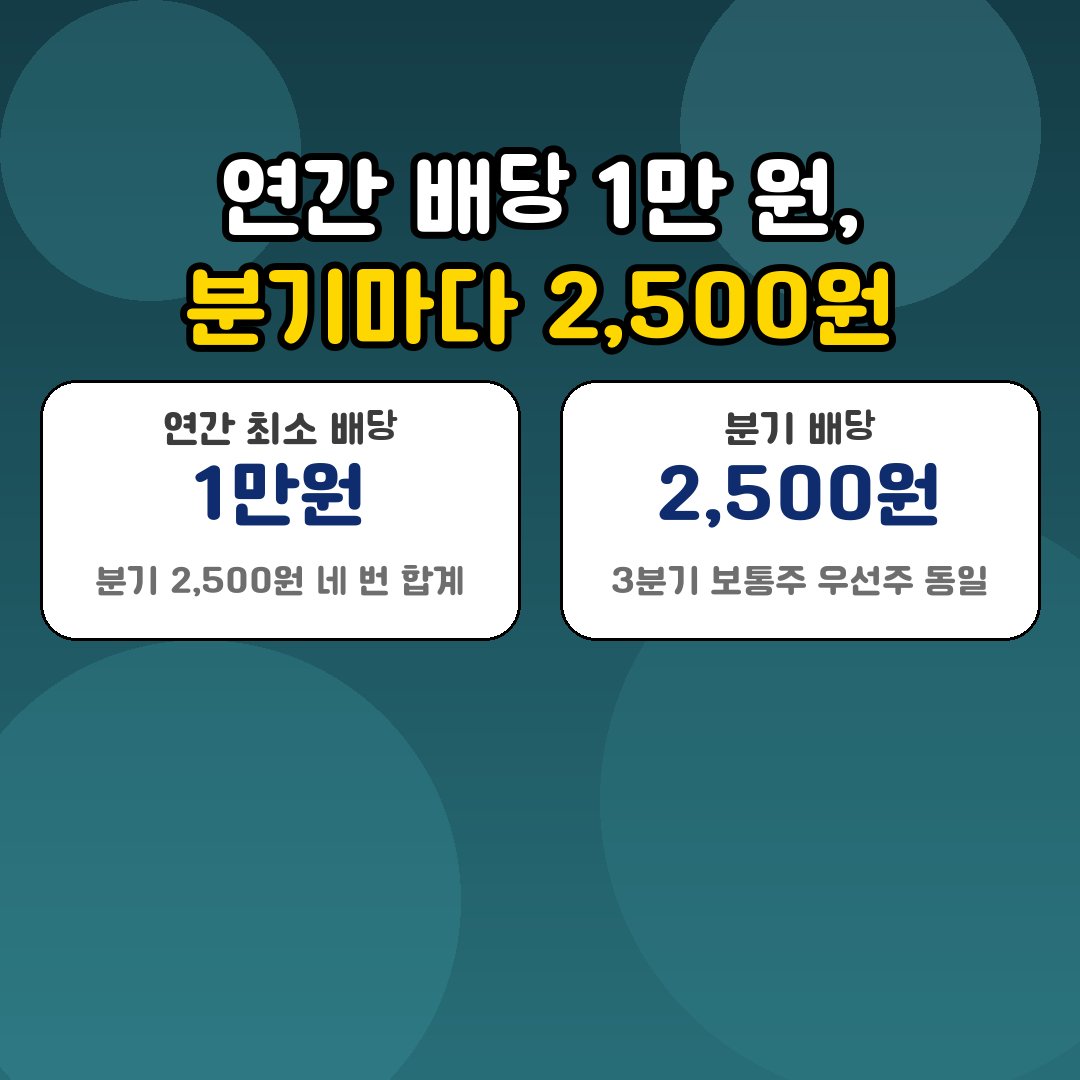 연간 배당 1만 원,
분기마다 2,500원
연간 최소 배당
1만원
분기 2,500원 네 번 합계
분기 배당
2,500원
3분기 보통주 우선주 동일